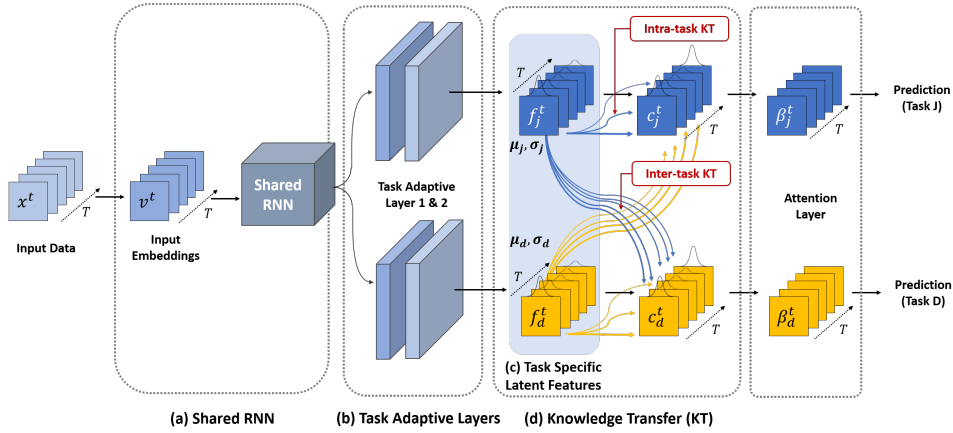 x^t
T
Input Data
v^t
T
Input
Embeddings
Shared
RNN
Task Adaptive
Layer 1 & 2
T
f_j^t
μ_j, σ_j
Intra-task KT
c_j^t
T
Inter-task KT
μ_d, σ_d
T
f_d^t
c_d^t
T
β_j^t
T
Attention
Layer
β_d^t
T
Prediction
(Task J)
Prediction
(Task D)
(c) Task Specific
Latent Features
(a) Shared RNN
(b) Task Adaptive Layers
(d) Knowledge Transfer (KT)